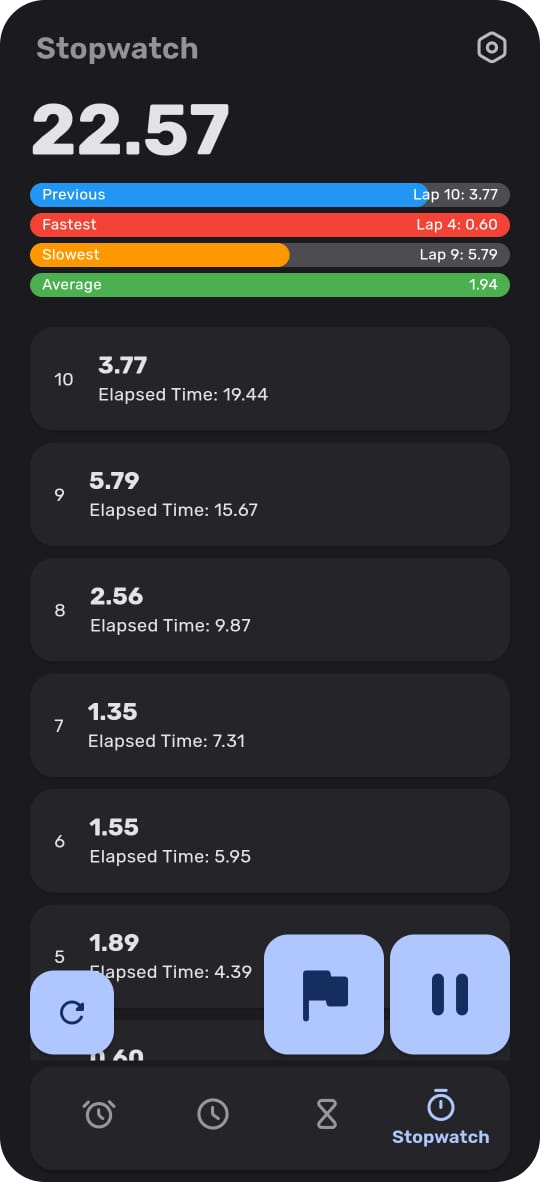 Stopwatch
22.57
Previous Lap 10: 3.77
Fastest Lap 4: 0.60
Slowest Lap 9: 5.79
Average 1.94
3.77
10
Elapsed Time: 19.44
5.79
9
Elapsed Time: 15.67
2.56
8
Elapsed Time: 9.87
1.35
7
Elapsed Time: 7.31
1.55
6
Elapsed Time: 5.95
1.89
5
Elapsed Time: 4.39
0.60
Stopwatch